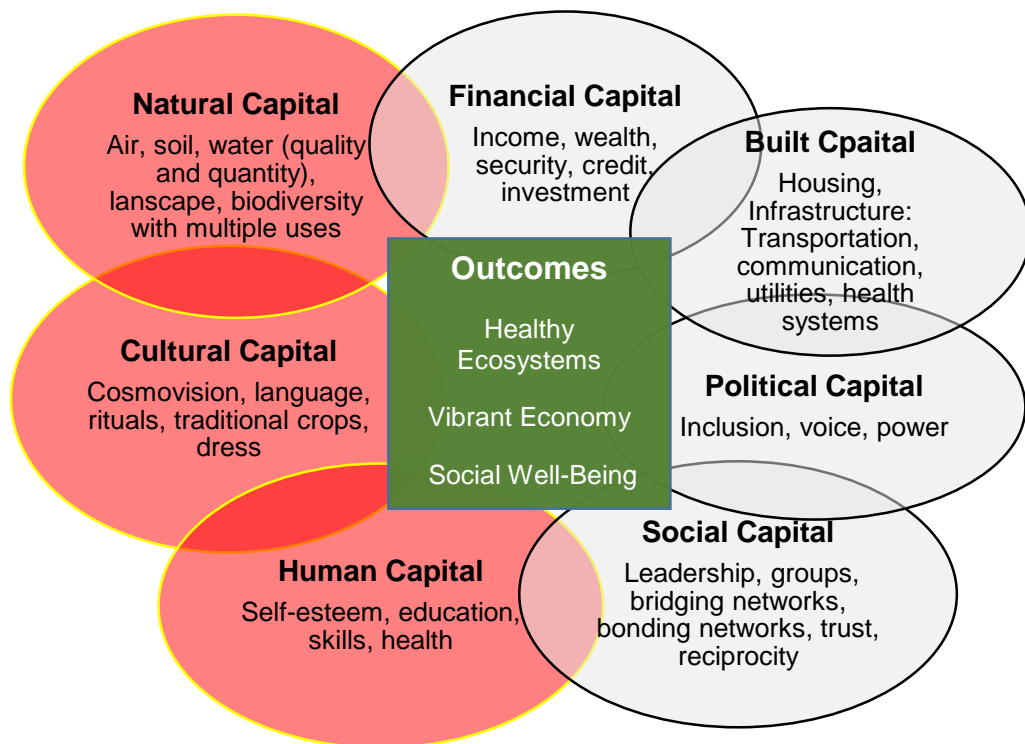 Natural Capital
Air, soil, water (quality
and quantity),
lanscape, biodiversity
with multiple uses
Financial Capital
Income, wealth,
security, credit,
investment
Built Cpaital
Housing,
Infrastructure:
Transportation,
communication,
utilities, health
systems
Outcomes
Healthy
Ecosystems
Vibrant Economy
Social Well-Being
Cultural Capital
Cosmovision, language,
rituals, traditional crops,
dress
Political Capital
Inclusion, voice, power
Human Capital
Self-esteem, education,
skills, health
Social Capital
Leadership, groups,
bridging networks,
bonding networks, trust,
reciprocity